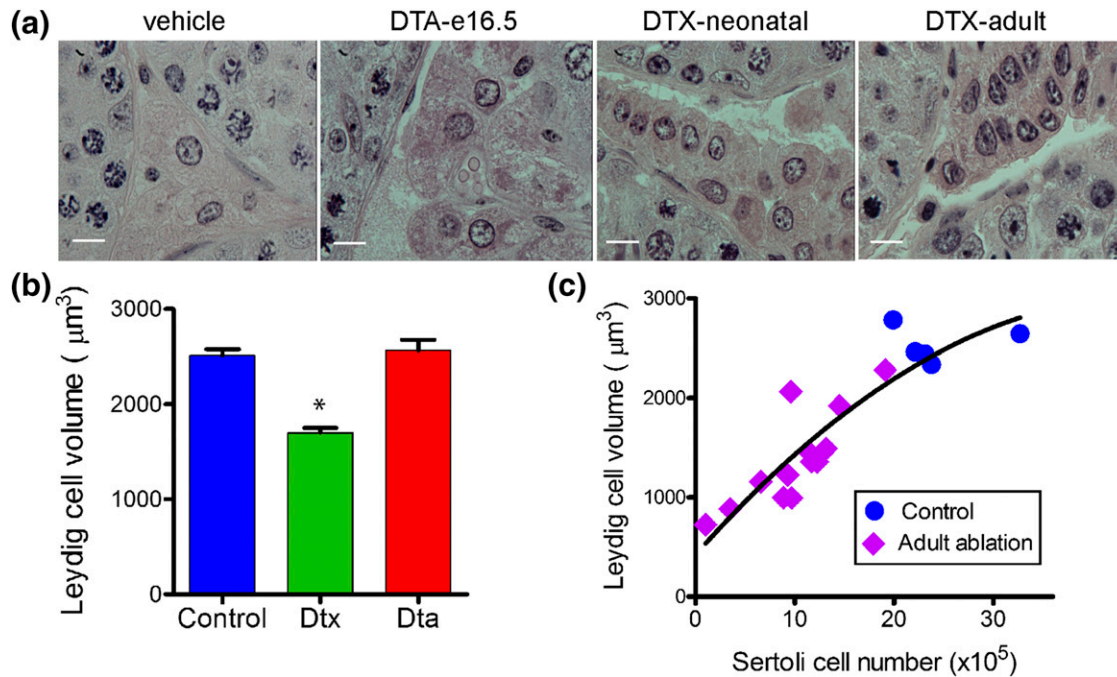 (a)
vehicle
DTA-e16.5
DTX-neonatal
DTX-adult
(b)
Leydig cell volume ( μm³)
3000
2000
1000
0
*
Control
Dtx
Dta
(c)
Leydig cell volume ( μm³)
3000
2000
1000
0
0
10
20
30
Sertoli cell number (x10⁵)
Control
Adult ablation